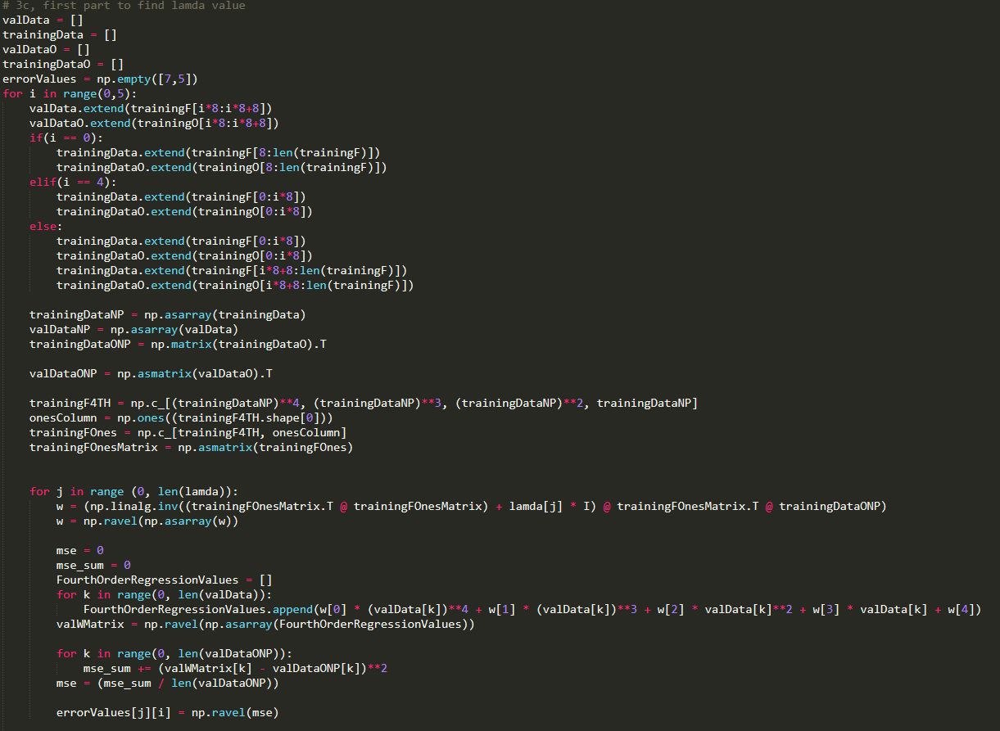 # 3c, first part to find lamda value
valData = []
trainingData = []
valDataO = []
trainingDataO = []
errorValues = np.empty([7,5])
for i in range(0,5):
    valData.extend(trainingF[i*8:i*8+8])
    valDataO.extend(trainingO[i*8:i*8+8])
    if(i == 0):
        trainingData.extend(trainingF[8:len(trainingF)])
        trainingDataO.extend(trainingO[8:len(trainingF)])
    elif(i == 4):
        trainingData.extend(trainingF[0:i*8])
        trainingDataO.extend(trainingO[0:i*8])
    else:
        trainingData.extend(trainingF[0:i*8])
        trainingDataO.extend(trainingO[0:i*8])
        trainingData.extend(trainingF[i*8+8:len(trainingF)])
        trainingDataO.extend(trainingO[i*8+8:len(trainingF)])

    trainingDataNP = np.asarray(trainingData)
    valDataNP = np.asarray(valData)
    trainingDataONP = np.matrix(trainingDataO).T

    valDataONP = np.asmatrix(valDataO).T

    trainingF4TH = np.c_[(trainingDataNP)**4, (trainingDataNP)**3, (trainingDataNP)**2, trainingDataNP]
    onesColumn = np.ones((trainingF4TH.shape[0]))
    trainingFOnes = np.c_[trainingF4TH, onesColumn]
    trainingFOnesMatrix = np.asmatrix(trainingFOnes)


    for j in range (0, len(lamda)):
        w = (np.linalg.inv((trainingFOnesMatrix.T @ trainingFOnesMatrix) + lamda[j] * I) @ trainingFOnesMatrix.T @ trainingDataONP)
        w = np.ravel(np.asarray(w))

        mse = 0
        mse_sum = 0
        FourthOrderRegressionValues = []
        for k in range(0, len(valData)):
            FourthOrderRegressionValues.append(w[0] * (valData[k])**4 + w[1] * (valData[k])**3 + w[2] * valData[k]**2 + w[3] * valData[k] + w[4])
        valWMatrix = np.ravel(np.asarray(FourthOrderRegressionValues))

        for k in range(0, len(valDataONP)):
            mse_sum += (valWMatrix[k] - valDataONP[k])**2
        mse = (mse_sum / len(valDataONP))

        errorValues[j][i] = np.ravel(mse)